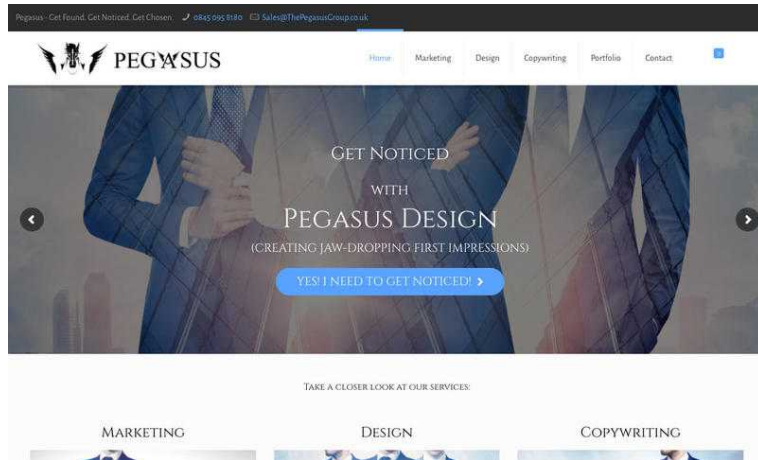 Pegasus - Get Found. Get Noticed. Get Chosen. 0845 095 8180 Sales@ThePegasusGroup.co.uk
PEGASUS
Home Marketing Design Copywriting Portfolio Contact
GET NOTICED
WITH
PEGASUS DESIGN
(CREATING JAW-DROPPING FIRST IMPRESSIONS)
YES! I NEED TO GET NOTICED!
TAKE A CLOSER LOOK AT OUR SERVICES:
MARKETING DESIGN COPYWRITING